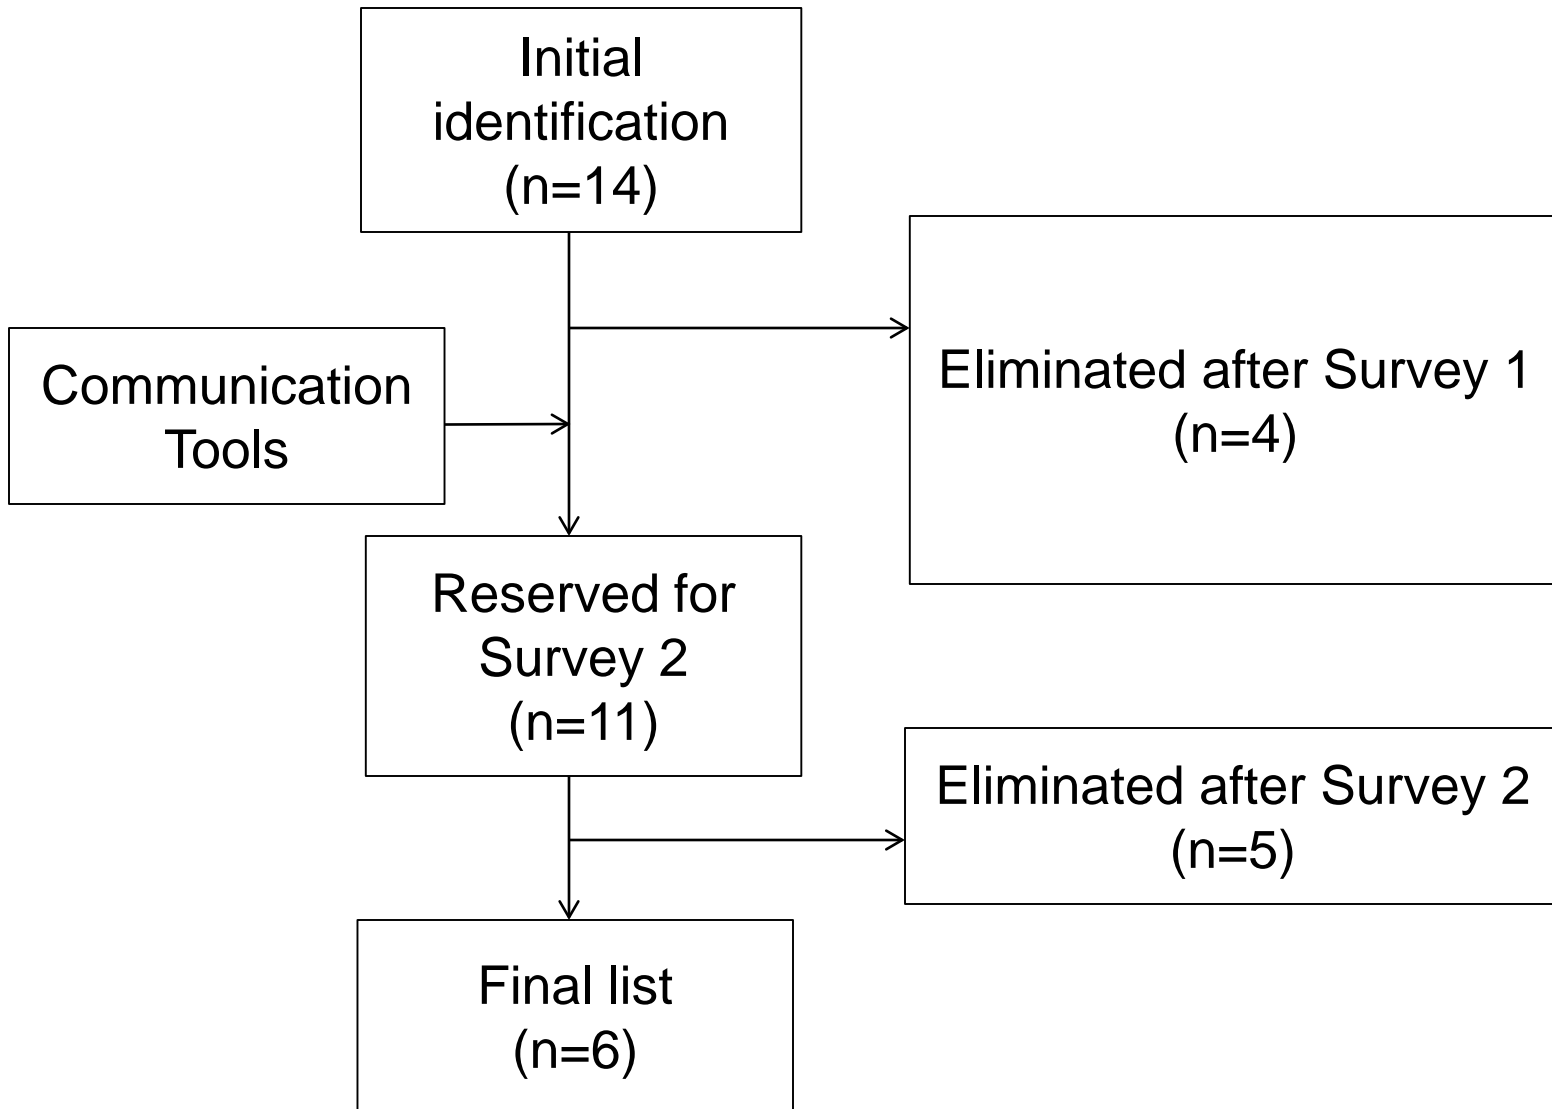 Initial
identification
(n=14)
Communication
Tools
Eliminated after Survey 1
(n=4)
Reserved for
Survey 2
(n=11)
Eliminated after Survey 2
(n=5)
Final list
(n=6)